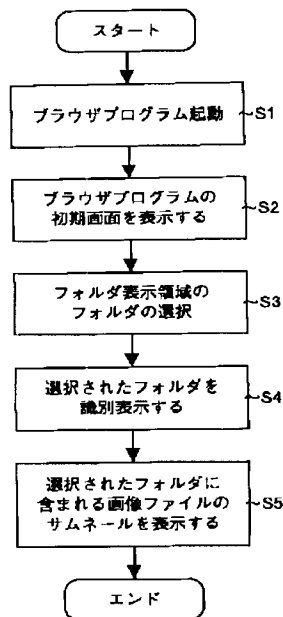 スタート
ブラウザプログラム起動
S1
ブラウザプログラムの
初期画面を表示する
S2
フォルダ表示領域の
フォルダの選択
S3
選択されたフォルダを
識別表示する
S4
選択されたフォルダに
含まれる画像ファイルの
サムネールを表示する
S5
エンド